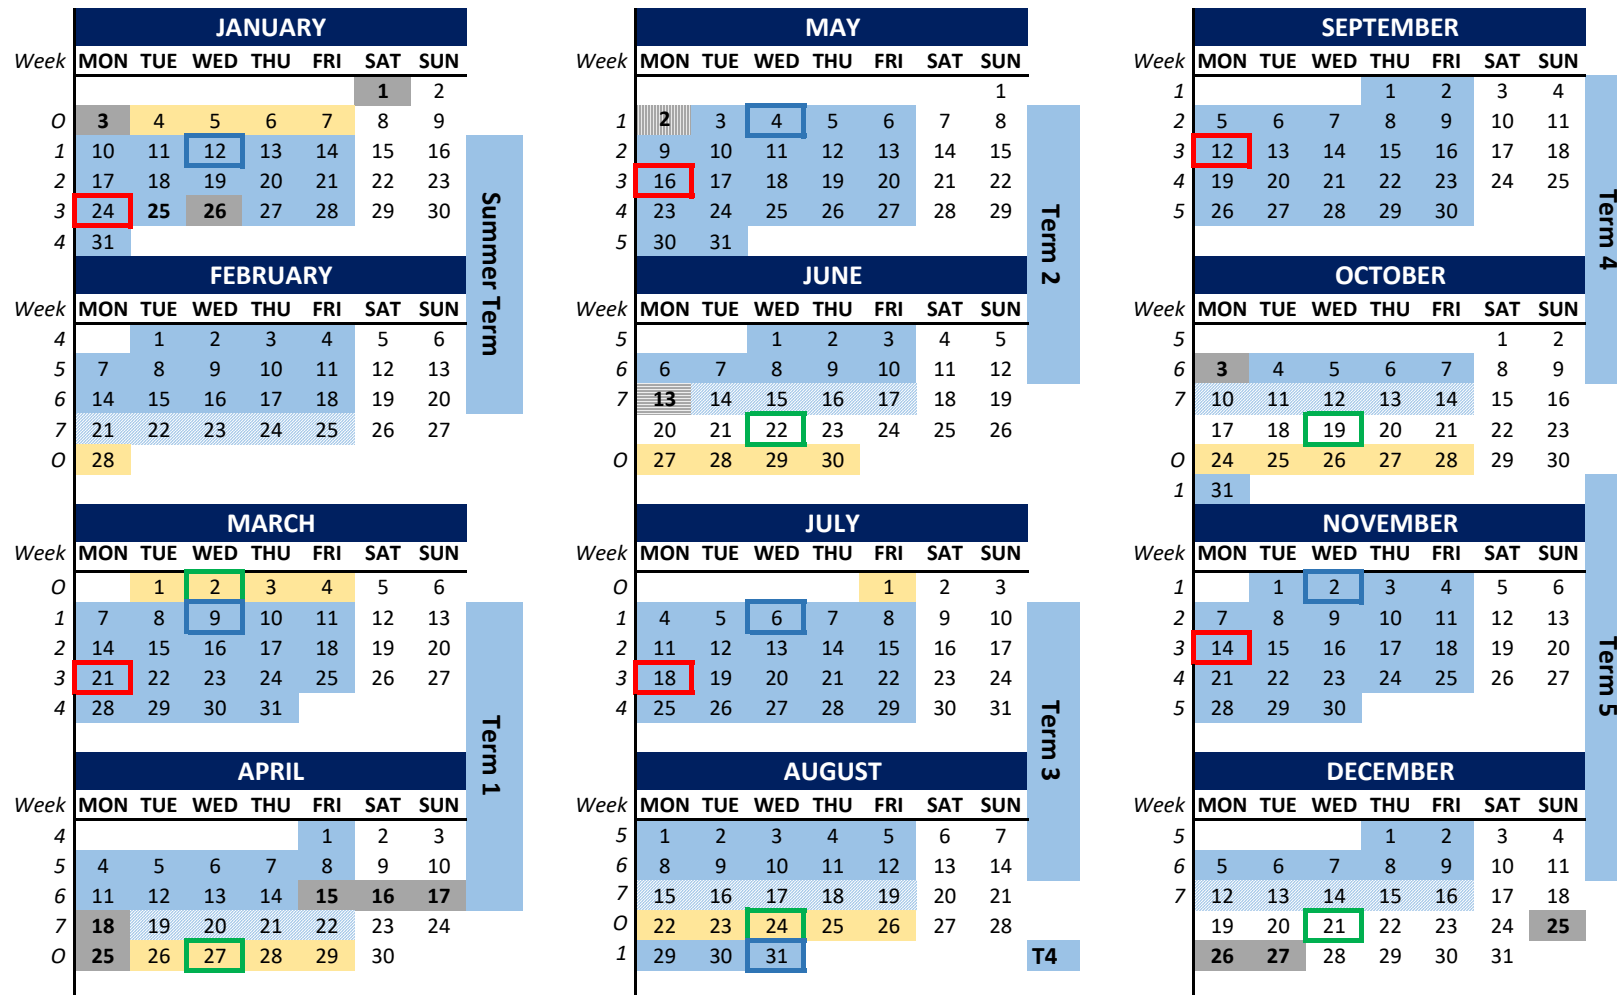 JANUARY
Week MON TUE WED THU FRI SAT SUN
1 2
0 3 4 5 6 7 8 9
1 10 11 12 13 14 15 16
2 17 18 19 20 21 22 23
3 24 25 26 27 28 29 30
4 31
FEBRUARY
Week MON TUE WED THU FRI SAT SUN
4 1 2 3 4 5 6
5 7 8 9 10 11 12 13
6 14 15 16 17 18 19 20
7 21 22 23 24 25 26 27
0 28
Summer Term
MARCH
Week MON TUE WED THU FRI SAT SUN
0 1 2 3 4 5 6
1 7 8 9 10 11 12 13
2 14 15 16 17 18 19 20
3 21 22 23 24 25 26 27
4 28 29 30 31
APRIL
Week MON TUE WED THU FRI SAT SUN
4 1 2 3
5 4 5 6 7 8 9 10
6 11 12 13 14 15 16 17
7 18 19 20 21 22 23 24
0 25 26 27 28 29 30
Term 1
MAY
Week MON TUE WED THU FRI SAT SUN
1
1 2 3 4 5 6 7 8
2 9 10 11 12 13 14 15
3 16 17 18 19 20 21 22
4 23 24 25 26 27 28 29
5 30 31
JUNE
Week MON TUE WED THU FRI SAT SUN
5 1 2 3 4 5
6 6 7 8 9 10 11 12
7 13 14 15 16 17 18 19
20 21 22 23 24 25 26
0 27 28 29 30
Term 2
JULY
Week MON TUE WED THU FRI SAT SUN
0 1 2 3
1 4 5 6 7 8 9 10
2 11 12 13 14 15 16 17
3 18 19 20 21 22 23 24
4 25 26 27 28 29 30 31
AUGUST
Week MON TUE WED THU FRI SAT SUN
5 1 2 3 4 5 6 7
6 8 9 10 11 12 13 14
7 15 16 17 18 19 20 21
0 22 23 24 25 26 27 28
1 29 30 31
Term 3
T4
SEPTEMBER
Week MON TUE WED THU FRI SAT SUN
1 1 2 3 4
2 5 6 7 8 9 10 11
3 12 13 14 15 16 17 18
4 19 20 21 22 23 24 25
5 26 27 28 29 30
OCTOBER
Week MON TUE WED THU FRI SAT SUN
5 1 2
6 3 4 5 6 7 8 9
7 10 11 12 13 14 15 16
17 18 19 20 21 22 23
0 24 25 26 27 28 29 30
1 31
Term 4
NOVEMBER
Week MON TUE WED THU FRI SAT SUN
1 1 2 3 4 5 6
2 7 8 9 10 11 12 13
3 14 15 16 17 18 19 20
4 21 22 23 24 25 26 27
5 28 29 30
DECEMBER
Week MON TUE WED THU FRI SAT SUN
5 1 2 3 4
6 5 6 7 8 9 10 11
7 12 13 14 15 16 17 18
19 20 21 22 23 24 25
26 27 28 29 30 31
Term 5